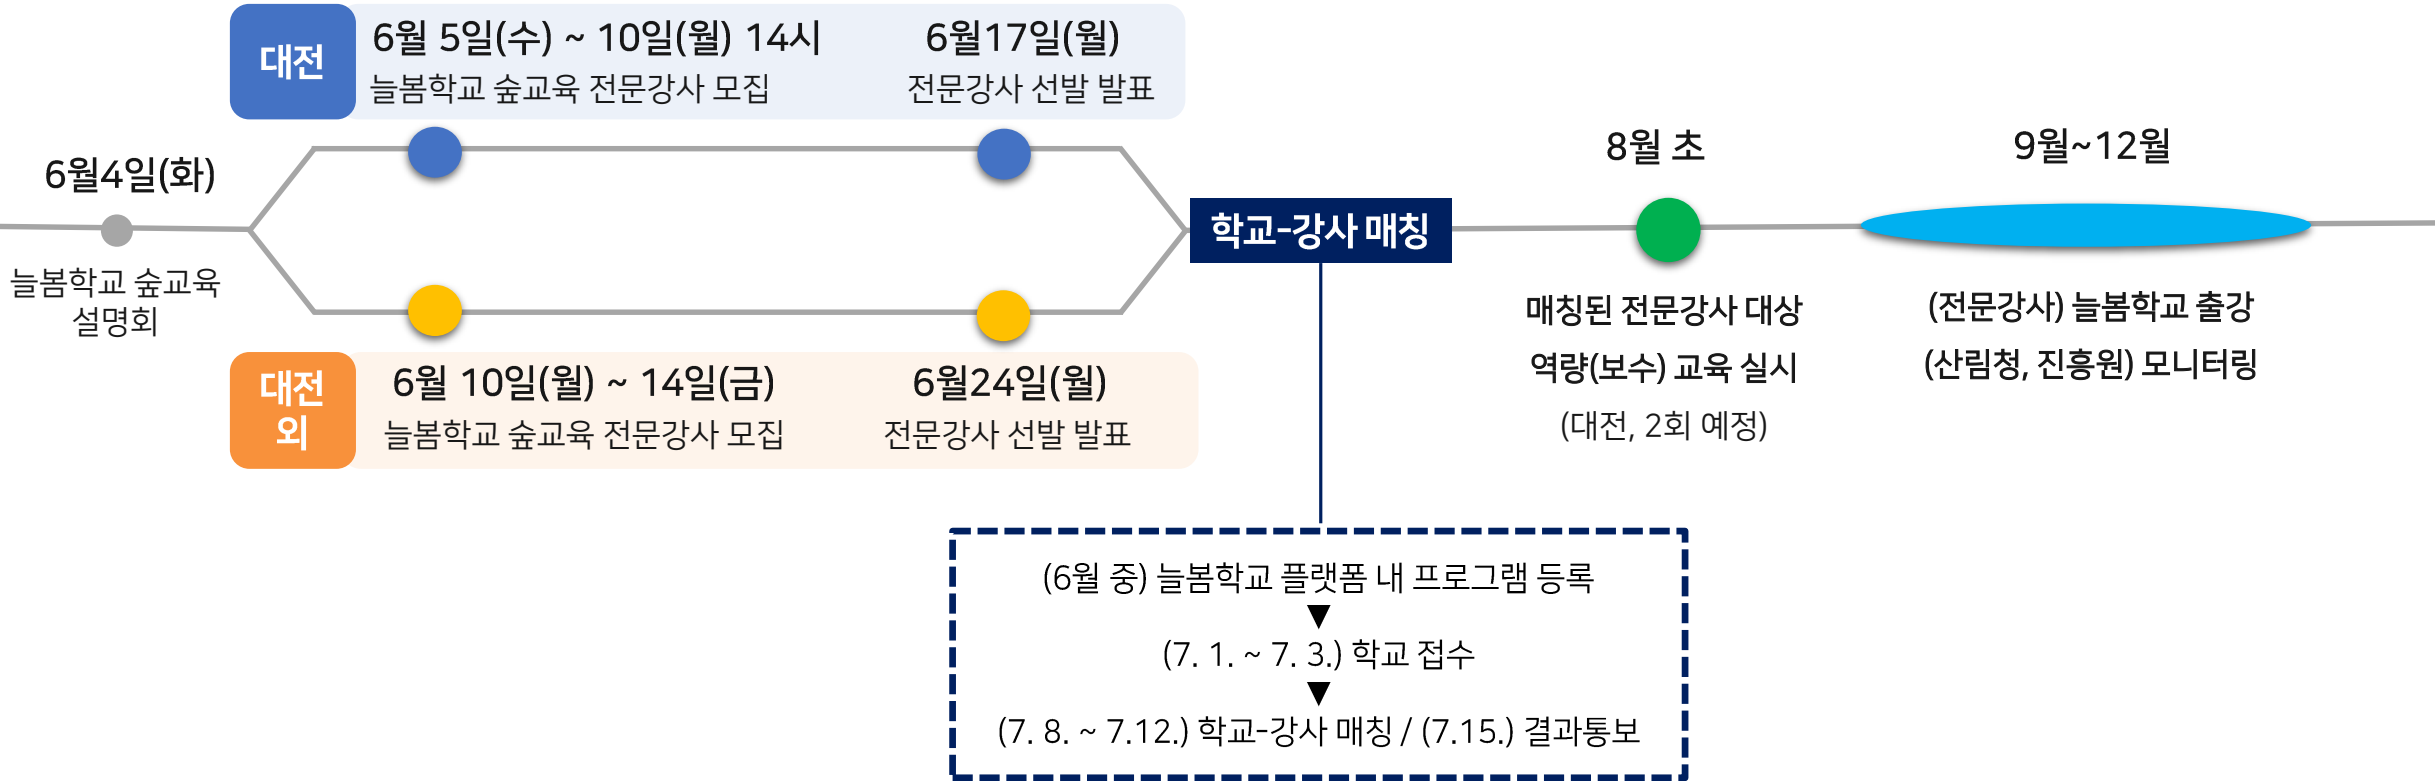 대전
6월 5일(수) ~ 10일(월) 14시
늘봄학교 숲교육 전문강사 모집
6월17일(월)
전문강사 선발 발표
6월4일(화)
늘봄학교 숲교육
설명회
대전
외
6월 10일(월) ~ 14일(금)
늘봄학교 숲교육 전문강사 모집
6월24일(월)
전문강사 선발 발표
학교-강사 매칭
(6월 중) 늘봄학교 플랫폼 내 프로그램 등록
▼
(7. 1. ~ 7. 3.) 학교 접수
▼
(7. 8. ~ 7.12.) 학교-강사 매칭 / (7.15.) 결과통보
8월 초
매칭된 전문강사 대상
역량(보수) 교육 실시
(대전, 2회 예정)
9월~12월
(전문강사) 늘봄학교 출강
(산림청, 진흥원) 모니터링